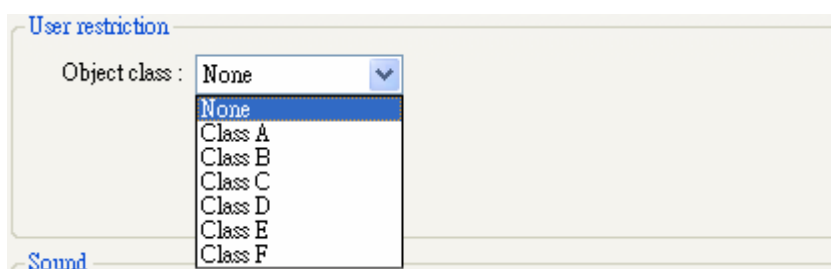 User restriction
Object class : None
None
Class A
Class B
Class C
Class D
Class E
Class F
Sound